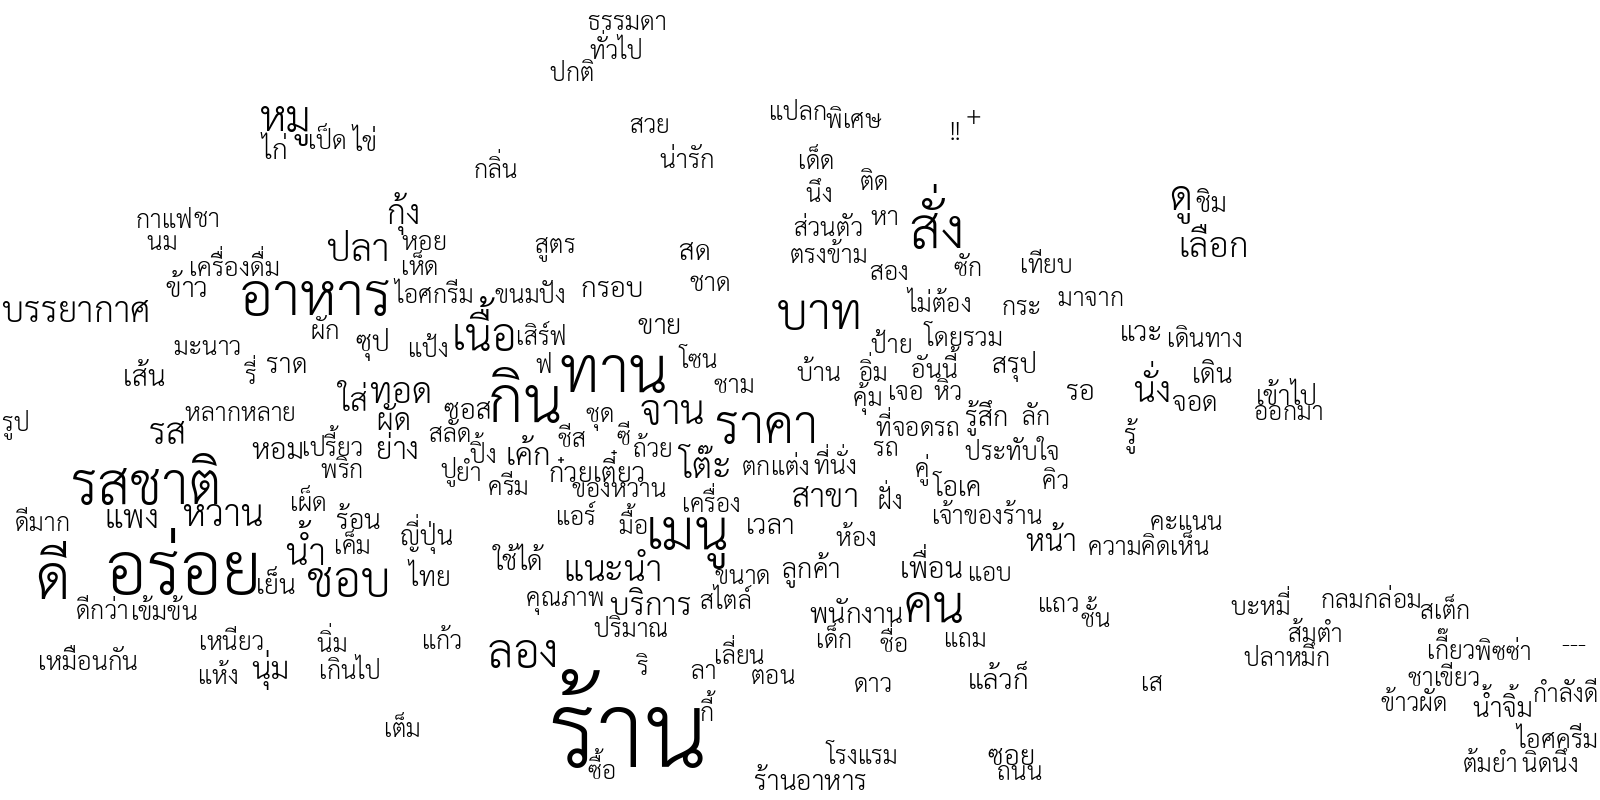 ธรรมดา
ทั่วไป
ปกติ
หมู
แปลก พิเศษ
!! +
สวย
ไก่ เป็ด ไข่
น่ารัก
เด็ด
กลิ่น
นึง
ติด
ดู ชิม
กาแฟ ชา
กุ้ง
ส่วนตัว
หา
สั่ง
นม
ปลา หอย
สูตร
สด
ตรงข้าม
เลือก
เครื่องดื่ม
เห็ด
สอง
ซัก
เทียบ
ข้าว
อาหาร
ไอศกรีม
ขนมปัง
กรอบ
ชาด
บรรยากาศ
บาท
ไม่ต้อง
กระ
มาจาก
ผัก
ซุป
แป้ง
เนื้อ
เสิร์ฟ
ขาย
ป้าย
โดยรวม
แวะ เดินทาง
มะนาว
รี่
ราด
ฟ
ทาน
โซน
บ้าน
อิ่ม
อันนี้
สรุป
เส้น
ใส่
ทอด
กิน
ชาม
คุ้ม
เจอ
หิว
รอ
นั่ง
เดิน
จอด
เข้าไป
ออกมา
รูป
หลากหลาย
ผัด
ซอส
ชุด
จาน
ราคา
ที่จอดรถ
รู้สึก
ลัก
รส
สลัด
ชีส
ซี
รู้
หอม
เปรี้ยว
ย่าง
ปิ้ง
เค้ก
ถ้วย
รถ
ประทับใจ
พริก
ปูยำ
ก๋วยเตี๋ยว
โต๊ะ
ตกแต่ง
ที่นั่ง
คู่
รสชาติ
ครีม
ของหวาน
โอเค
คิว
เผ็ด
เครื่อง
สาขา
ฝั่ง
ดีมาก
แพง
หวาน
ร้อน
แอร์
มื้อ
เมนู
เวลา
เจ้าของร้าน
คะแนน
น้ำ
เค็ม
ญี่ปุ่น
ห้อง
หน้า
ความคิดเห็น
ดี
อร่อย
เย็น
ชอบ
ไทย
ใช้ได้
แนะนำ
ขนาด
ลูกค้า
เพื่อน
แอบ
ดีกว่า
เข้มข้น
คุณภาพ
บริการ
สไตล์
พนักงาน
คน
แถว
ชั้น
บะหมี่
กลมกล่อม
สเต็ก
เหนียว
นิ่ม
แก้ว
ปริมาณ
เด็ก
ชื่อ
แถม
ส้มตำ
เหมือนกัน
แห้ง
นุ่ม
เกินไป
ลอง
ริ
ลา
เลี่ยน
ตอน
ปลาหมึก
เกี๊ยว
พิซซ่า
---
ดาว
แล้วก็
เส
ชาเขียว
ข้าวผัด
น้ำจิ้ม
กำลังดี
เต็ม
ร้าน
กี้
ซื้อ
ไอศครีม
โรงแรม
ซอย
ถนน
ร้านอาหาร
ต้มยำ
นิดนึง